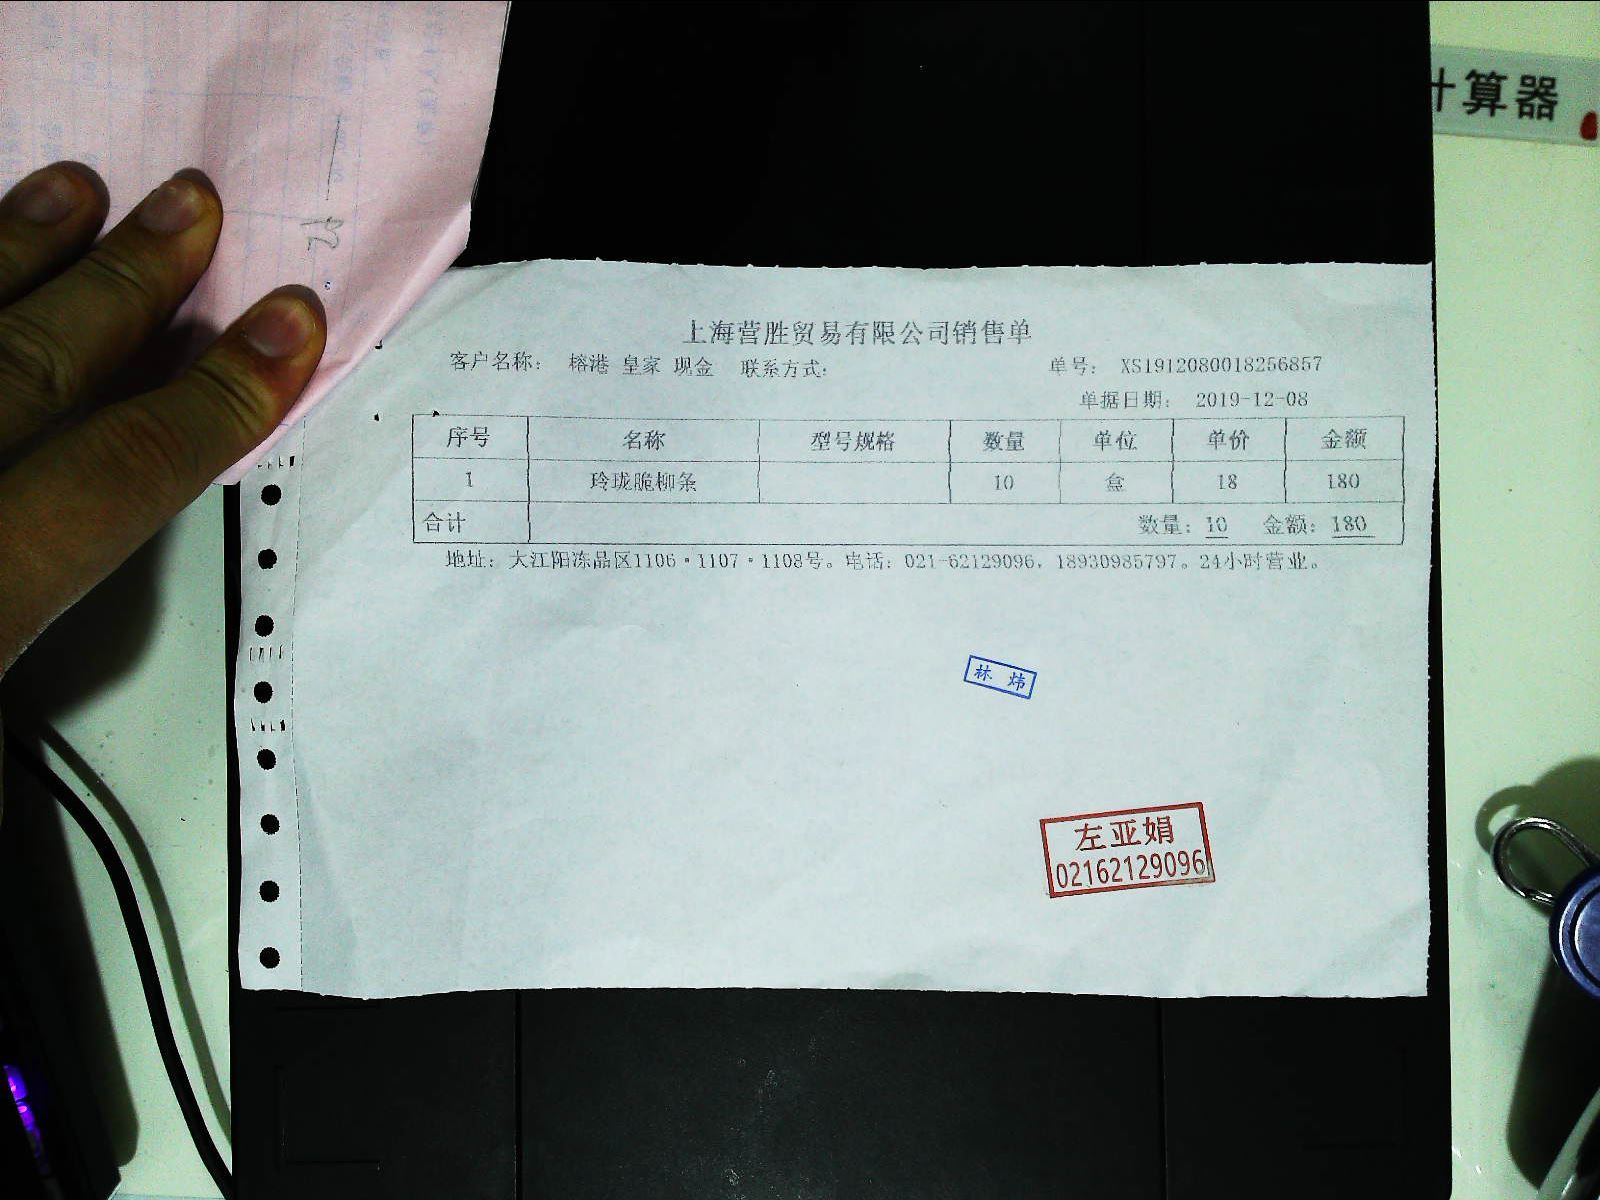 计算器
上海营胜贸易有限公司销售单
客户名称： 榕港 皇家 现金 联系方式： 单号： XS1912080018256857
单据日期： 2019-12-08
序号 名称 型号规格 数量 单位 单价 金额
1 玲珑脆柳条 10 盒 18 180
合计 数量：10 金额：180
地址：大江阳冻品区1106·1107·1108号。电话：021-62129096，18930985797。24小时营业。
林 炜
左亚娟
02162129096